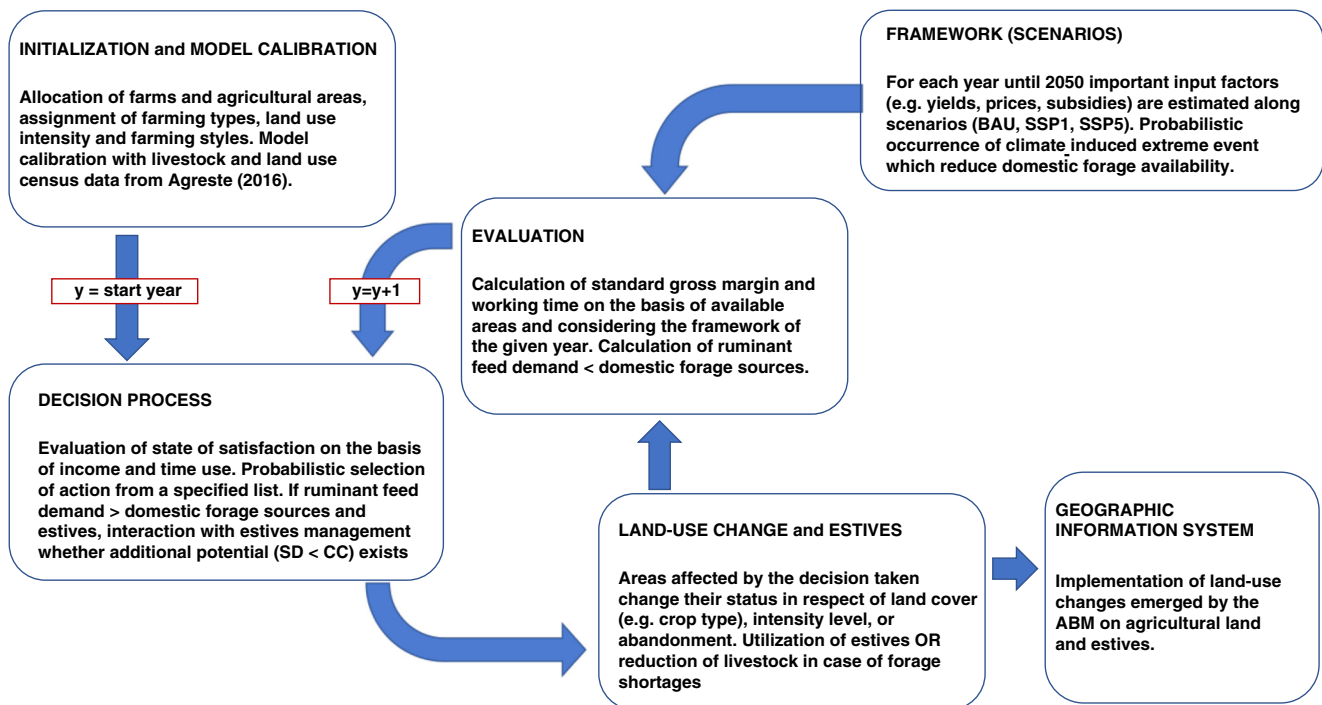 INITIALIZATION and MODEL CALIBRATION
Allocation of farms and agricultural areas,
assignment of farming types, land use
intensity and farming styles. Model
calibration with livestock and land use
census data from Agreste (2016).
FRAMEWORK (SCENARIOS)
For each year until 2050 important input factors
(e.g. yields, prices, subsidies) are estimated along
scenarios (BAU, SSP1, SSP5). Probabilistic
occurrence of climate-induced extreme event
which reduce domestic forage availability.
y = start year
y=y+1
EVALUATION
Calculation of standard gross margin and
working time on the basis of available
areas and considering the framework of
the given year. Calculation of ruminant
feed demand < domestic forage sources.
DECISION PROCESS
Evaluation of state of satisfaction on the basis
of income and time use. Probabilistic selection
of action from a specified list. If ruminant feed
demand > domestic forage sources and
estives, interaction with estives management
whether additional potential (SD < CC) exists
LAND-USE CHANGE and ESTIVES
Areas affected by the decision taken
change their status in respect of land cover
(e.g. crop type), intensity level, or
abandonment. Utilization of estives OR
reduction of livestock in case of forage
shortages
GEOGRAPHIC
INFORMATION SYSTEM
Implementation of land-use
changes emerged by the
ABM on agricultural land
and estives.